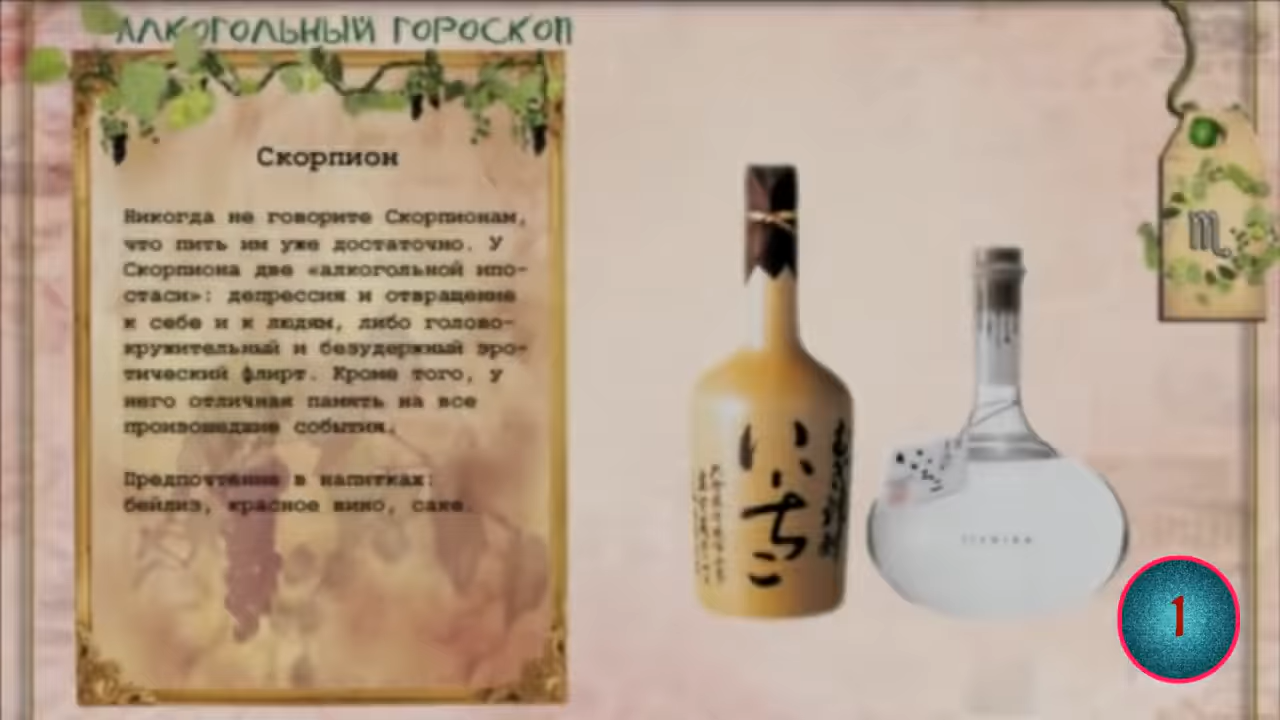 АЛКОГОЛЬНЫЙ ГОРОСКОП
Скорпион
Никогда не говорите Скорпионам,
что пить им уже достаточно. У
Скорпиона две «алкогольной ипо-
стаси»: депрессия и отвращение
к себе и к людям, либо голово-
кружительный и безудержный эро-
тический флирт. Кроме того, у
него отличная память на все
произошедшие события.
Предпочтение в напитках:
бейлиз, красное вино, саке.
いいちこ
♏
1